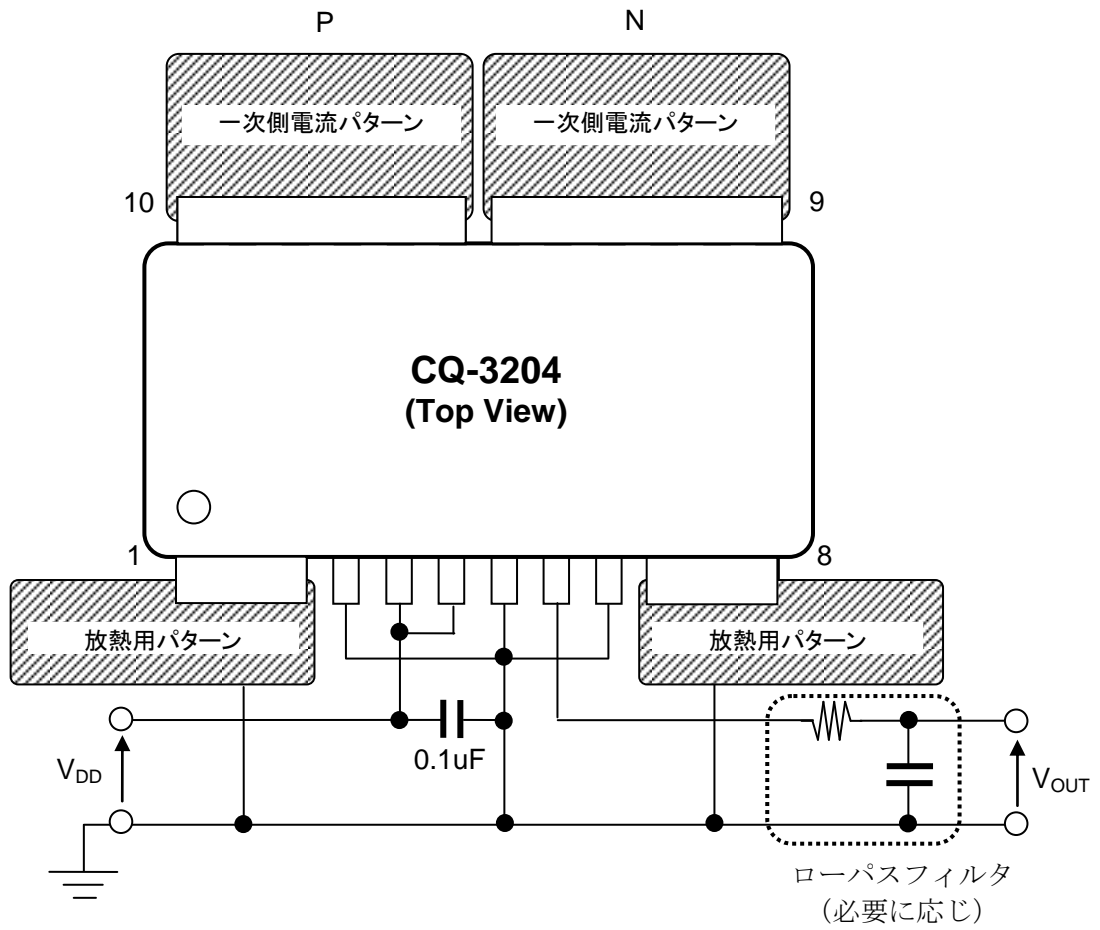 P
N
一次側電流パターン
一次側電流パターン
10
9
CQ-3204
(Top View)
1
8
放熱用パターン
放熱用パターン
0.1uF
VDD
VOUT
ローパスフィルタ
(必要に応じ)